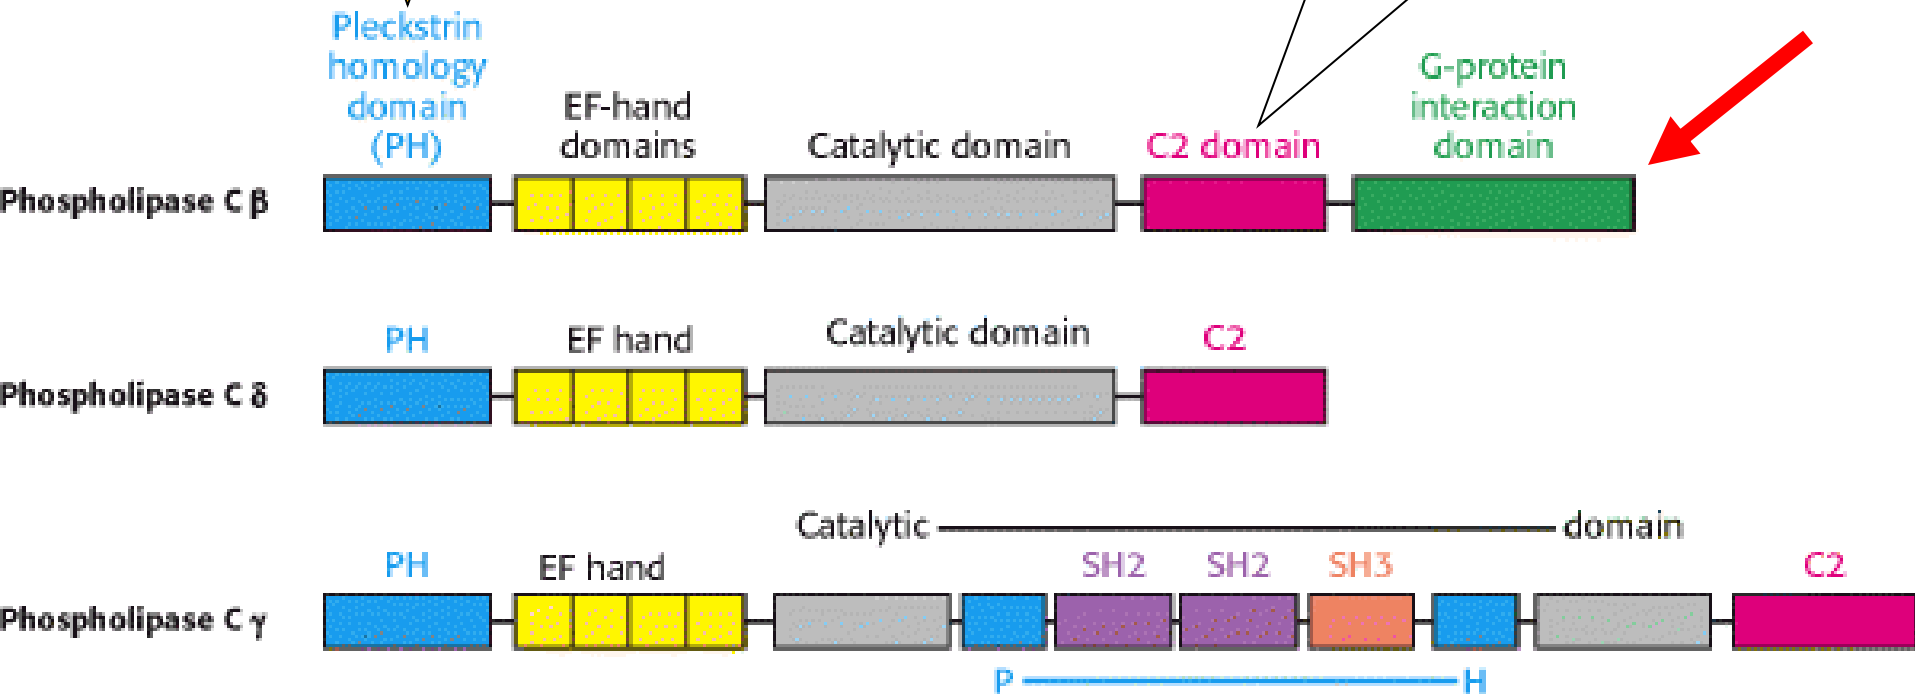 Pleckstrin
homology
domain
(PH)
EF-hand
domains
Catalytic domain
C2 domain
G-protein
interaction
domain
Phospholipase C β
PH
EF hand
Catalytic domain
C2
Phospholipase C δ
Catalytic domain
PH
EF hand
SH2
SH2
SH3
C2
Phospholipase C γ
P H